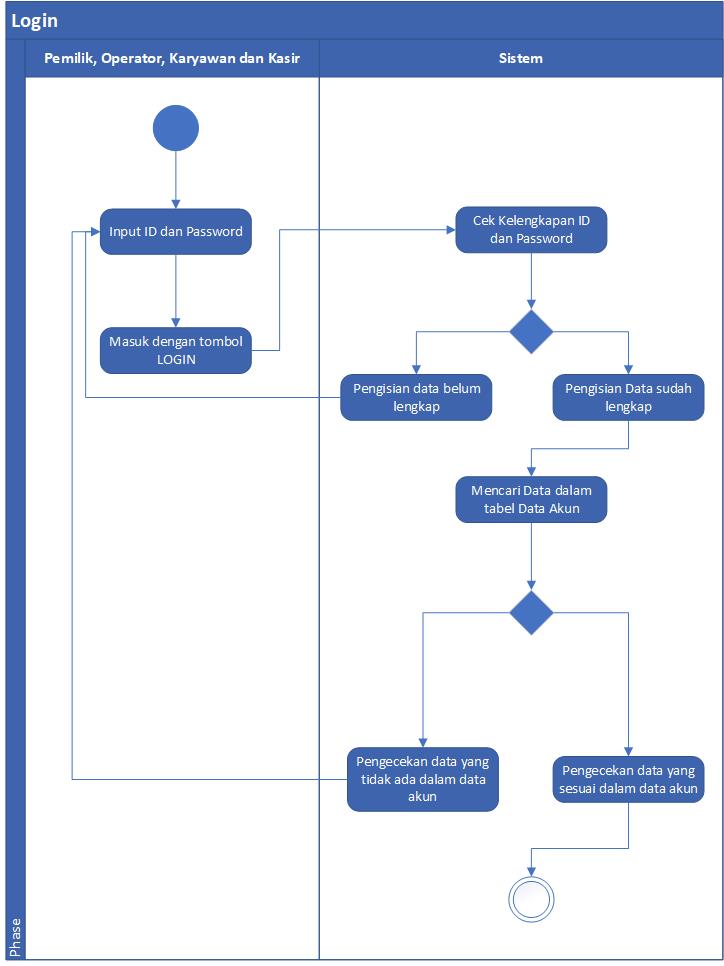 Login
Pemilik, Operator, Karyawan dan Kasir
Sistem
Input ID dan Password
Cek Kelengkapan ID
dan Password
Masuk dengan tombol
LOGIN
Pengisian data belum
lengkap
Pengisian Data sudah
lengkap
Mencari Data dalam
tabel Data Akun
Pengecekan data yang
tidak ada dalam data
akun
Pengecekan data yang
sesuai dalam data akun
Phase